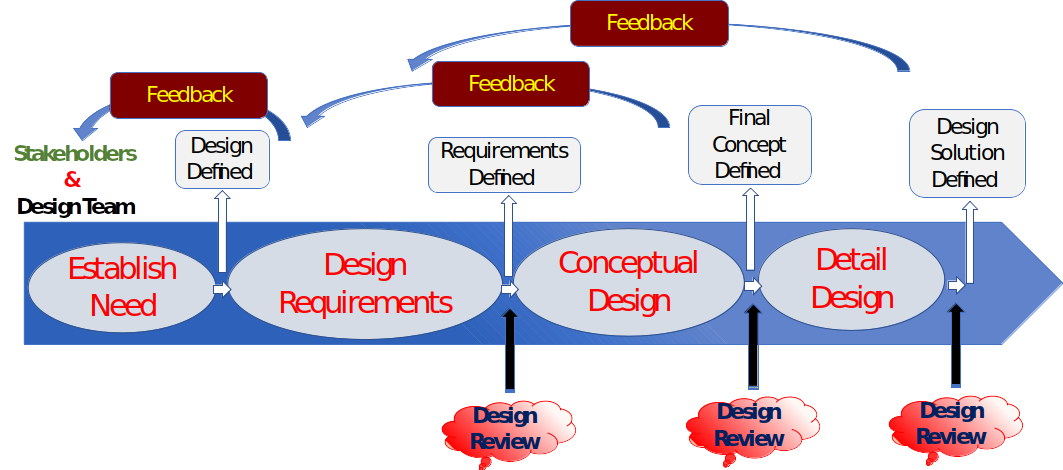 Feedback
Feedback
Feedback
Stakeholders
&
Design Team
Design
Defined
Requirements
Defined
Final
Concept
Defined
Design
Solution
Defined
Establish
Need
Design
Requirements
Conceptual
Design
Detail
Design
Design
Review
Design
Review
Design
Review